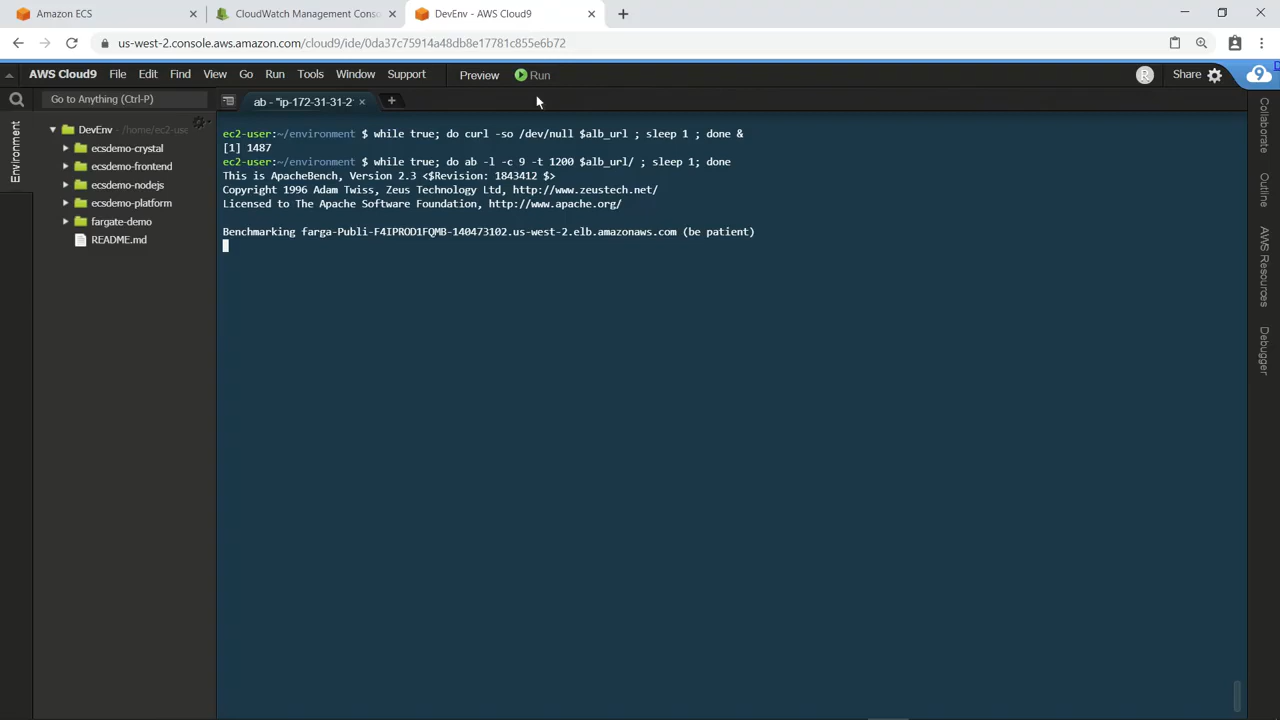 Amazon ECS
CloudWatch Management Conso
DevEnv - AWS Cloud9
us-west-2.console.aws.amazon.com/cloud9/ide/0da37c75914a48db8e17781c855e6b72
AWS Cloud9 File Edit Find View Go Run Tools Window Support Preview Run Share
Go to Anything (Ctrl-P)
ab - "ip-172-31-31-2
Environment
DevEnv - /home/ec2-use
ecsdemo-crystal
ecsdemo-frontend
ecsdemo-nodejs
ecsdemo-platform
fargate-demo
README.md
ec2-user:~/environment $ while true; do curl -so /dev/null $alb_url ; sleep 1 ; done &
[1] 1487
ec2-user:~/environment $ while true; do ab -l -c 9 -t 1200 $alb_url/ ; sleep 1; done
This is ApacheBench, Version 2.3 <$Revision: 1843412 $>
Copyright 1996 Adam Twiss, Zeus Technology Ltd, http://www.zeustech.net/
Licensed to The Apache Software Foundation, http://www.apache.org/
Benchmarking farga-Publi-F4IPROD1FQMB-140473102.us-west-2.elb.amazonaws.com (be patient)
Collaborate
Outline
AWS Resources
Debugger